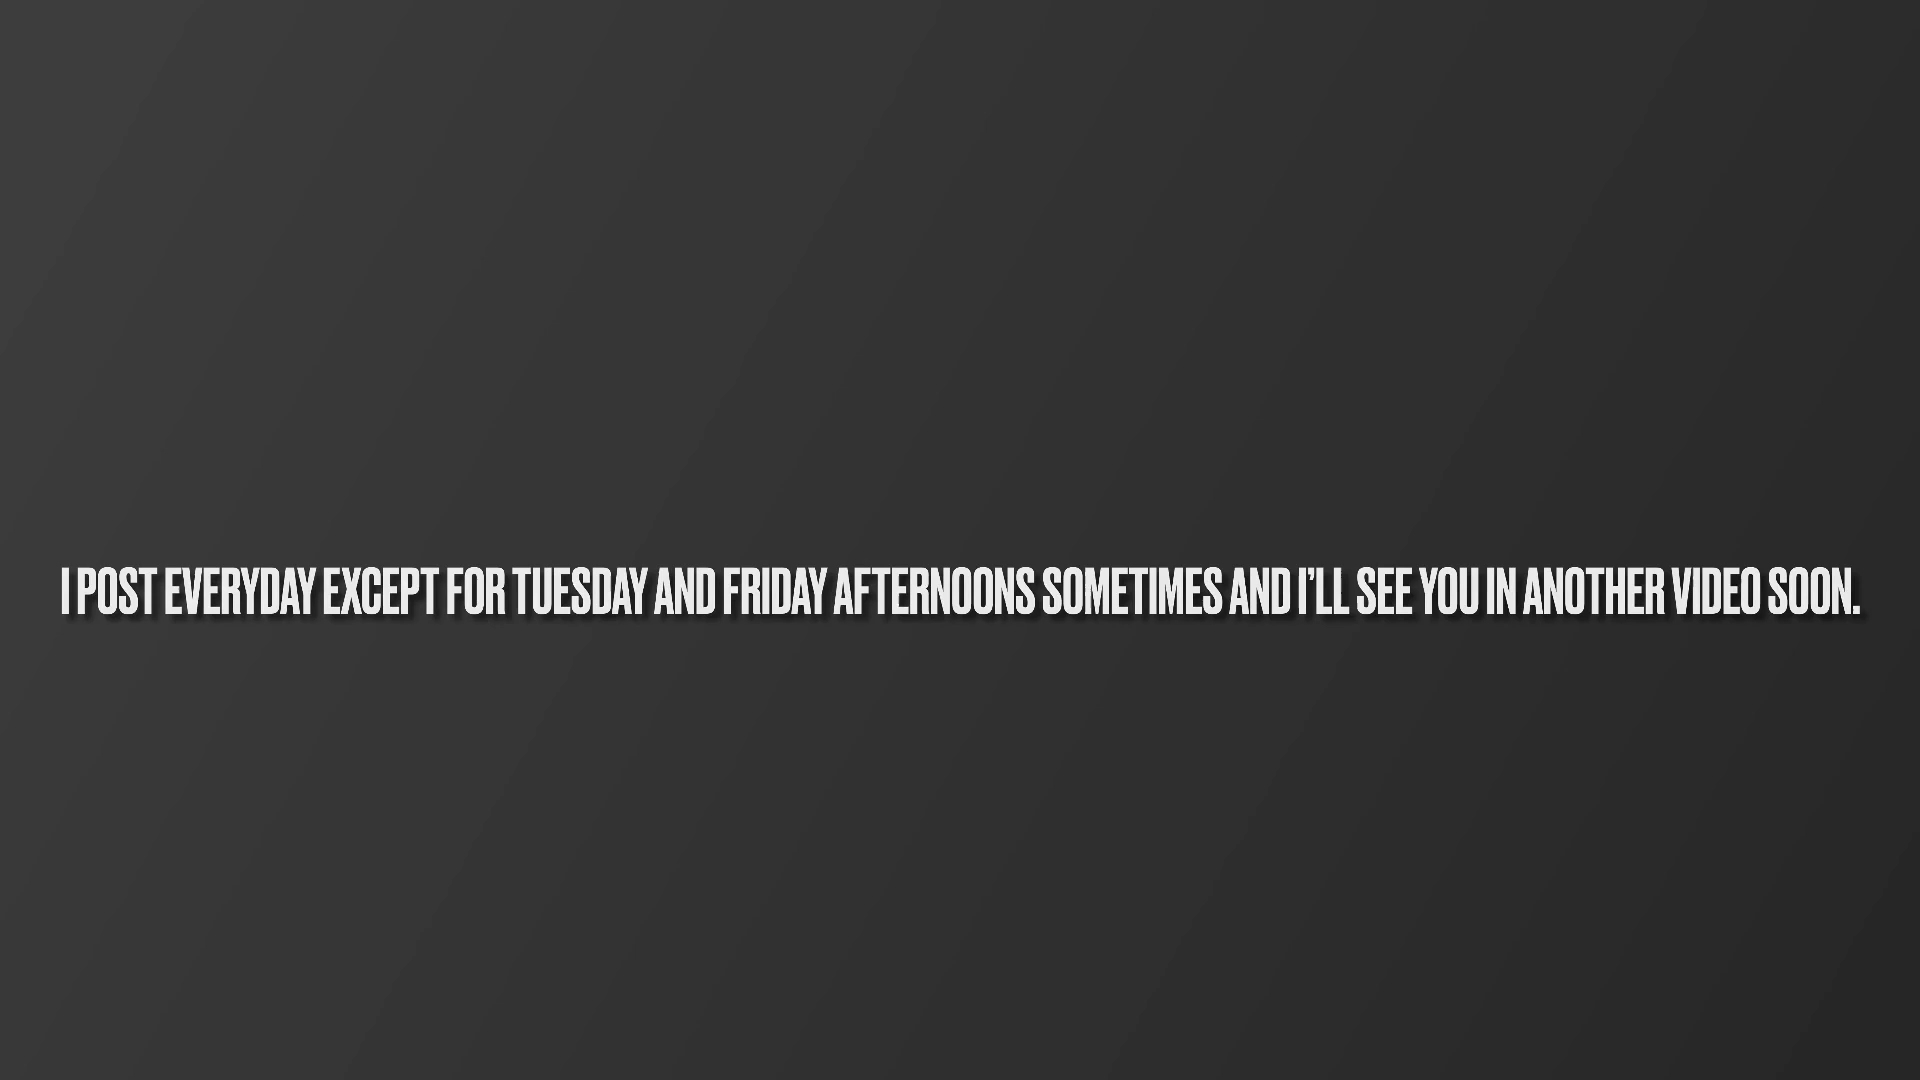 I POST EVERYDAY EXCEPT FOR TUESDAY AND FRIDAY AFTERNOONS SOMETIMES AND I’LL SEE YOU IN ANOTHER VIDEO SOON.